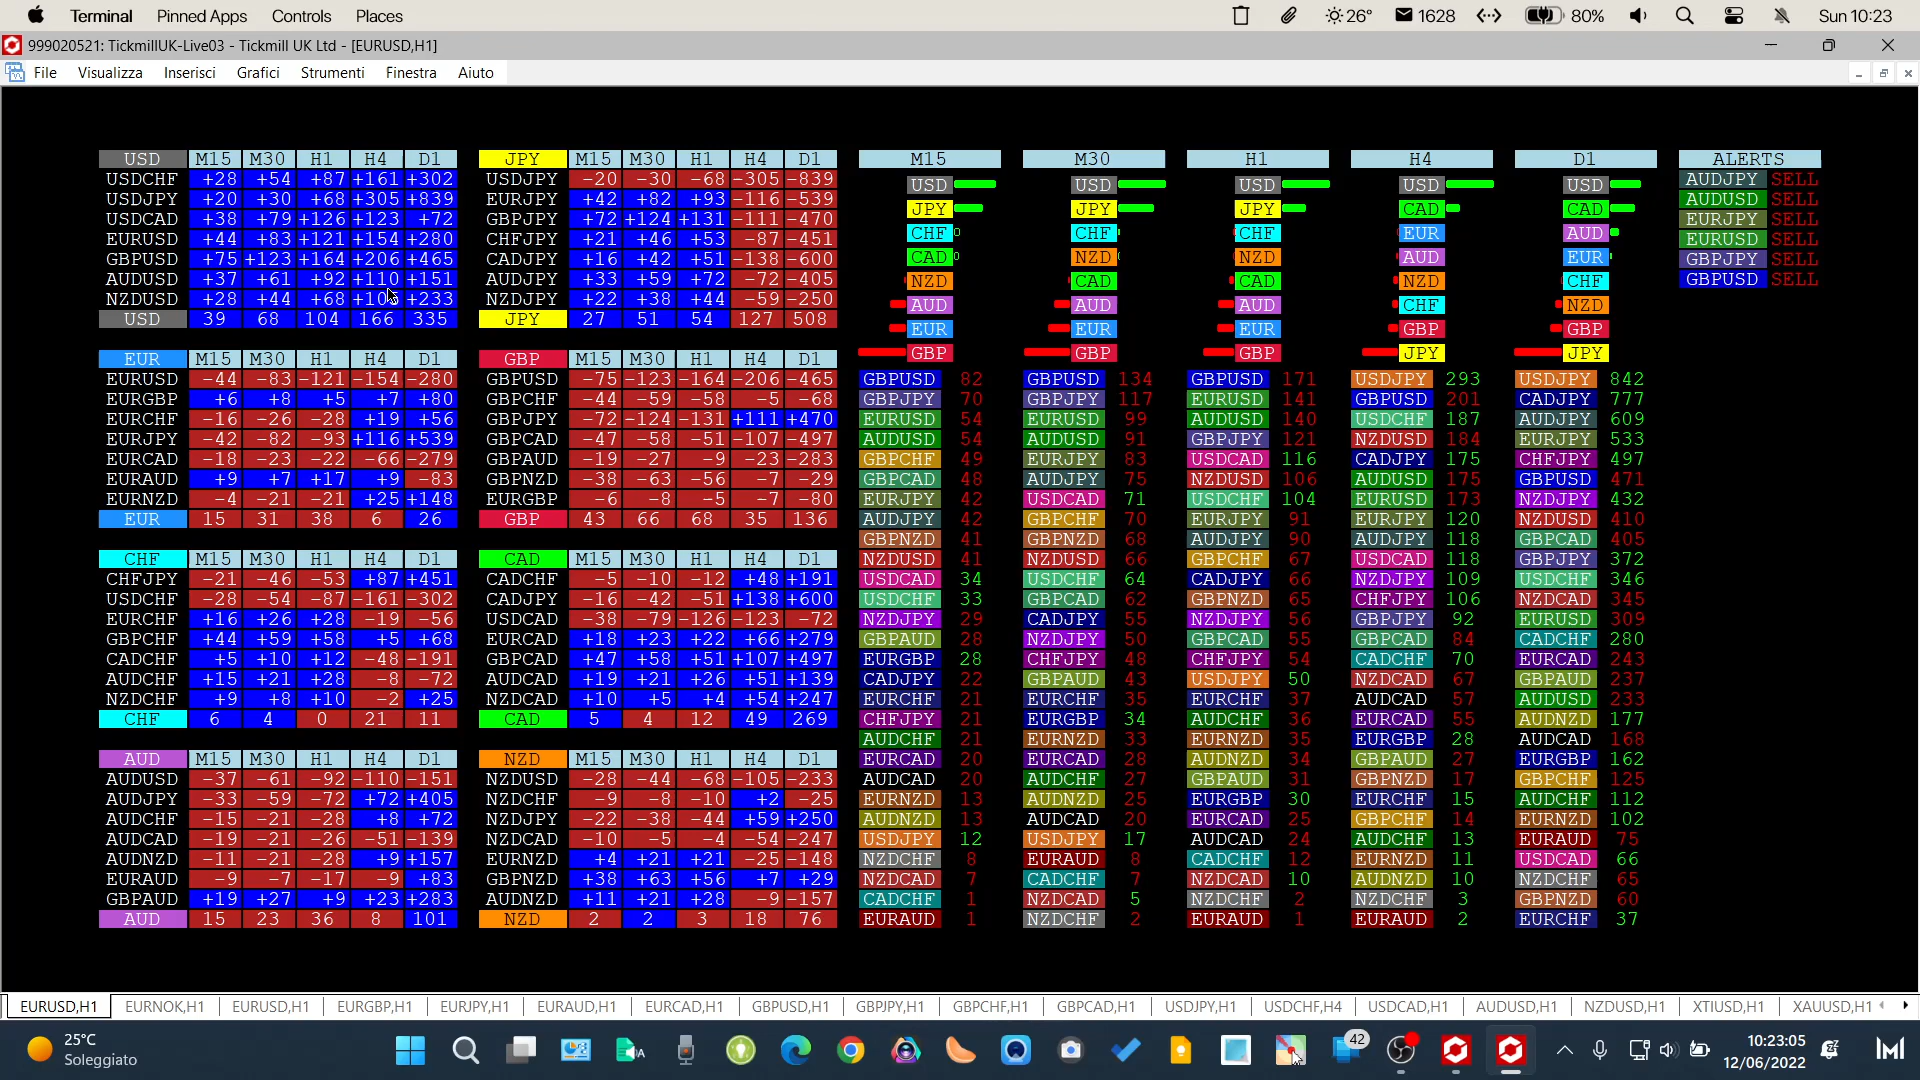 Terminal Pinned Apps Controls Places 26° 1628 80% Sun 10:23
999020521: TickmillUK-Live03 - Tickmill UK Ltd - [EURUSD,H1]
File Visualizza Inserisci Grafici Strumenti Finestra Aiuto
USD M15 M30 H1 H4 D1
USDCHF +28 +54 +87 +161 +302
USDJPY +20 +30 +68 +305 +839
USDCAD +38 +79 +126 +123 +72
EURUSD +44 +83 +121 +154 +280
GBPUSD +75 +123 +164 +206 +465
AUDUSD +37 +61 +92 +110 +151
NZDUSD +28 +44 +68 +105 +233
USD 39 68 104 166 335
JPY M15 M30 H1 H4 D1
USDJPY -20 -30 -68 -305 -839
EURJPY +42 +82 +93 -116 -539
GBPJPY +72 +124 +131 -111 -470
CHFJPY +21 +46 +53 -87 -451
CADJPY +16 +42 +51 -138 -600
AUDJPY +33 +59 +72 -72 -405
NZDJPY +22 +38 +44 -59 -250
JPY 27 51 54 127 508
EUR M15 M30 H1 H4 D1
EURUSD -44 -83 -121 -154 -280
EURGBP +6 +8 +5 +7 +80
EURCHF -16 -26 -28 +19 +56
EURJPY -42 -82 -93 +116 +539
EURCAD -18 -23 -22 -66 -279
EURAUD +9 +7 +17 +9 -83
EURNZD -4 -21 -21 +25 +148
EUR 15 31 38 6 26
GBP M15 M30 H1 H4 D1
GBPUSD -75 -123 -164 -206 -465
GBPCHF -44 -59 -58 -5 -68
GBPJPY -72 -124 -131 +111 +470
GBPCAD -47 -58 -51 -107 -497
GBPAUD -19 -27 -9 -23 -283
GBPNZD -38 -63 -56 -7 -29
EURGBP -6 -8 -5 -7 -80
GBP 43 66 68 35 136
CHF M15 M30 H1 H4 D1
CHFJPY -21 -46 -53 +87 +451
USDCHF -28 -54 -87 -161 -302
EURCHF +16 +26 +28 -19 -56
GBPCHF +44 +59 +58 +5 +68
CADCHF +5 +10 +12 -48 -191
AUDCHF +15 +21 +28 -8 -72
NZDCHF +9 +8 +10 -2 +25
CHF 6 4 0 21 11
CAD M15 M30 H1 H4 D1
CADCHF -5 -10 -12 +48 +191
CADJPY -16 -42 -51 +138 +600
USDCAD -38 -79 -126 -123 -72
EURCAD +18 +23 +22 +66 +279
GBPCAD +47 +58 +51 +107 +497
AUDCAD +19 +21 +26 +51 +139
NZDCAD +10 +5 +4 +54 +247
CAD 5 4 12 49 269
AUD M15 M30 H1 H4 D1
AUDUSD -37 -61 -92 -110 -151
AUDJPY -33 -59 -72 +72 +405
AUDCHF -15 -21 -28 +8 +72
AUDCAD -19 -21 -26 -51 -139
AUDNZD -11 -21 -28 +9 +157
EURAUD -9 -7 -17 -9 +83
GBPAUD +19 +27 +9 +23 +283
AUD 15 23 36 8 101
NZD M15 M30 H1 H4 D1
NZDUSD -28 -44 -68 -105 -233
NZDCHF -9 -8 -10 +2 -25
NZDJPY -22 -38 -44 +59 +250
NZDCAD -10 -5 -4 -54 -247
EURNZD +4 +21 +21 -25 -148
GBPNZD +38 +63 +56 +7 +29
AUDNZD +11 +21 +28 -9 -157
NZD 2 2 3 18 76
M15 M30 H1 H4 D1
USD USD USD USD USD
JPY JPY JPY CAD CAD
CHF CHF CHF EUR AUD
CAD NZD NZD AUD EUR
NZD CAD CAD NZD CHF
AUD AUD AUD CHF NZD
EUR EUR EUR GBP GBP
GBP GBP GBP JPY JPY
GBPUSD 82 GBPUSD 134 GBPUSD 171 USDJPY 293 USDJPY 842
GBPJPY 70 GBPJPY 117 EURUSD 141 GBPUSD 201 CADJPY 777
EURUSD 54 EURUSD 99 AUDUSD 140 USDCHF 187 AUDJPY 609
AUDUSD 54 AUDUSD 91 GBPJPY 121 NZDUSD 184 EURJPY 533
GBPCHF 49 EURJPY 83 USDCAD 116 CADJPY 175 CHFJPY 497
GBPCAD 48 AUDJPY 75 NZDUSD 106 AUDUSD 175 GBPUSD 471
EURJPY 42 USDCAD 71 USDCHF 104 EURUSD 173 NZDJPY 432
AUDJPY 42 GBPCHF 70 EURJPY 91 EURJPY 120 NZDUSD 410
GBPNZD 41 GBPNZD 68 AUDJPY 90 AUDJPY 118 GBPCAD 405
NZDUSD 41 NZDUSD 66 GBPCHF 67 USDCAD 118 GBPJPY 372
USDCAD 34 USDCHF 64 CADJPY 66 NZDJPY 109 USDCHF 346
USDCHF 33 GBPCAD 62 GBPNZD 65 CHFJPY 106 NZDCAD 345
NZDJPY 29 CADJPY 55 NZDJPY 56 GBPJPY 92 EURUSD 309
GBPAUD 28 NZDJPY 50 GBPCAD 55 GBPCAD 84 CADCHF 280
EURGBP 28 CHFJPY 48 CHFJPY 54 CADCHF 70 EURCAD 243
CADJPY 22 GBPAUD 43 USDJPY 50 NZDCAD 67 GBPAUD 237
EURCHF 21 EURCHF 35 EURCHF 37 AUDCAD 57 AUDUSD 233
CHFJPY 21 EURGBP 34 AUDCHF 36 EURCAD 55 AUDNZD 177
AUDCHF 21 EURNZD 33 EURNZD 35 EURGBP 28 AUDCAD 168
EURCAD 20 EURCAD 28 AUDNZD 34 GBPAUD 27 EURGBP 162
AUDCAD 20 AUDCHF 27 GBPAUD 31 GBPNZD 17 GBPCHF 125
EURNZD 13 AUDNZD 25 EURGBP 30 EURCHF 15 AUDCHF 112
AUDNZD 13 AUDCAD 20 EURCAD 25 GBPCHF 14 EURNZD 102
USDJPY 12 USDJPY 17 AUDCAD 24 AUDCHF 13 EURAUD 75
NZDCHF 8 EURAUD 8 CADCHF 12 EURNZD 11 USDCAD 66
NZDCAD 7 CADCHF 7 NZDCAD 10 AUDNZD 10 NZDCHF 65
CADCHF 1 NZDCAD 5 NZDCHF 2 NZDCHF 3 GBPNZD 60
EURAUD 1 NZDCHF 2 EURAUD 1 EURAUD 2 EURCHF 37
ALERTS
AUDJPY SELL
AUDUSD SELL
EURJPY SELL
EURUSD SELL
GBPJPY SELL
GBPUSD SELL
EURUSD,H1 EURNOK,H1 EURUSD,H1 EURGBP,H1 EURJPY,H1 EURAUD,H1 EURCAD,H1 GBPUSD,H1 GBPJPY,H1 GBPCHF,H1 GBPCAD,H1 USDJPY,H1 USDCHF,H4 USDCAD,H1 AUDUSD,H1 NZDUSD,H1 XTIUSD,H1 XAUUSD,H1
25°C
Soleggiato
42
10:23:05
12/06/2022